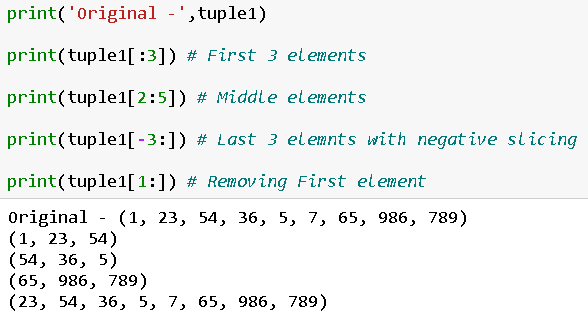 print('Original -',tuple1)
print(tuple1[:3]) # First 3 elements
print(tuple1[2:5]) # Middle elements
print(tuple1[-3:]) # Last 3 elemnts with negative slicing
print(tuple1[1:]) # Removing First element
Original - (1, 23, 54, 36, 5, 7, 65, 986, 789)
(1, 23, 54)
(54, 36, 5)
(65, 986, 789)
(23, 54, 36, 5, 7, 65, 986, 789)